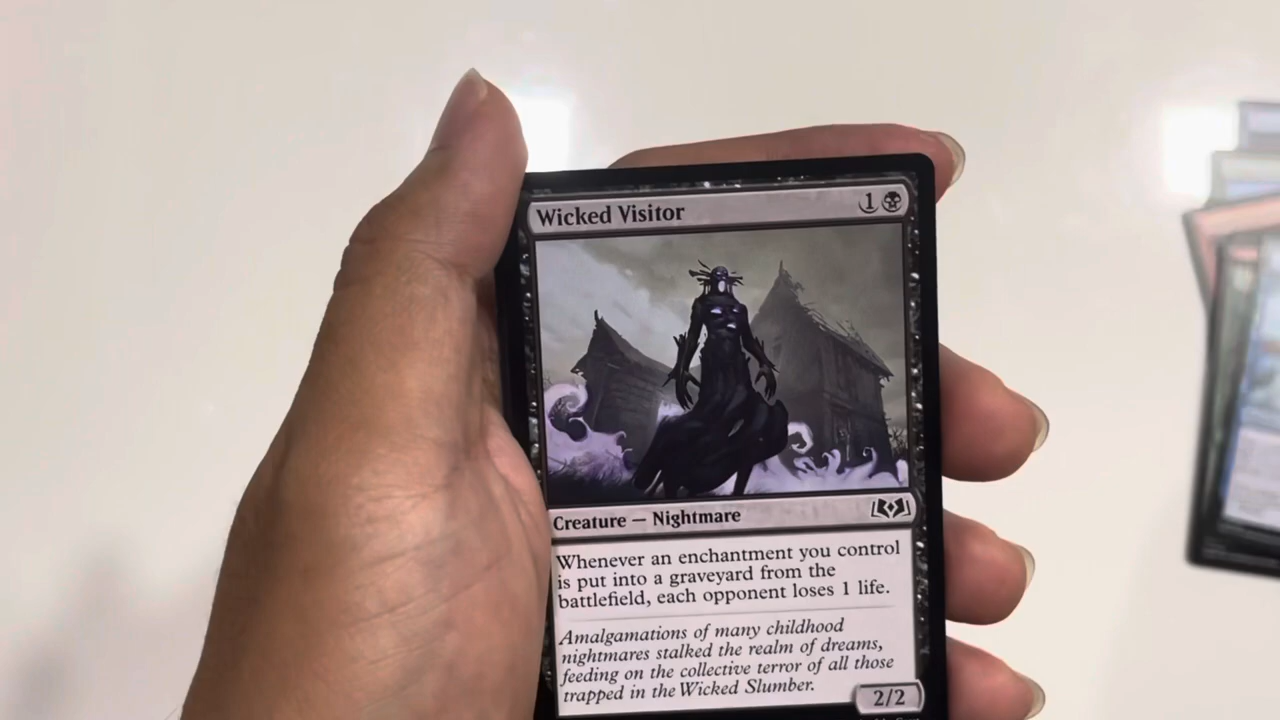 Wicked Visitor 1
Creature — Nightmare
Whenever an enchantment you control
is put into a graveyard from the
battlefield, each opponent loses 1 life.
Amalgamations of many childhood
nightmares stalked the realm of dreams,
feeding on the collective terror of all those
trapped in the Wicked Slumber.
2/2